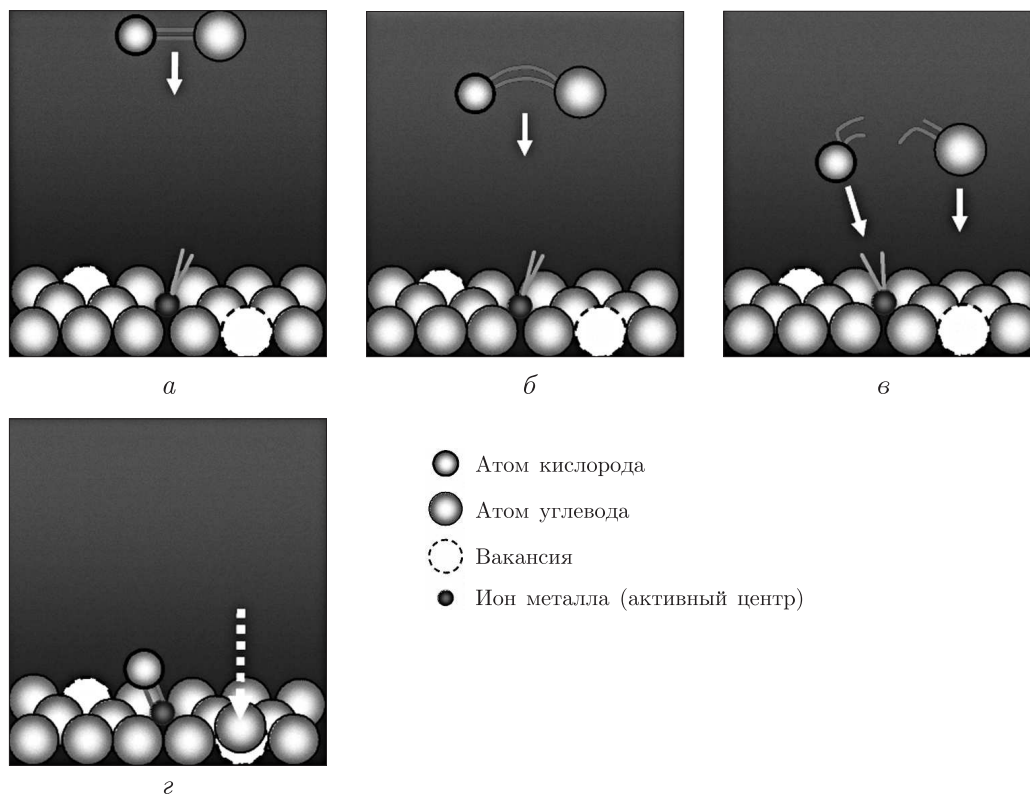 а
б
в
Атом кислорода
Атом углевода
Вакансия
Ион металла (активный центр)
г